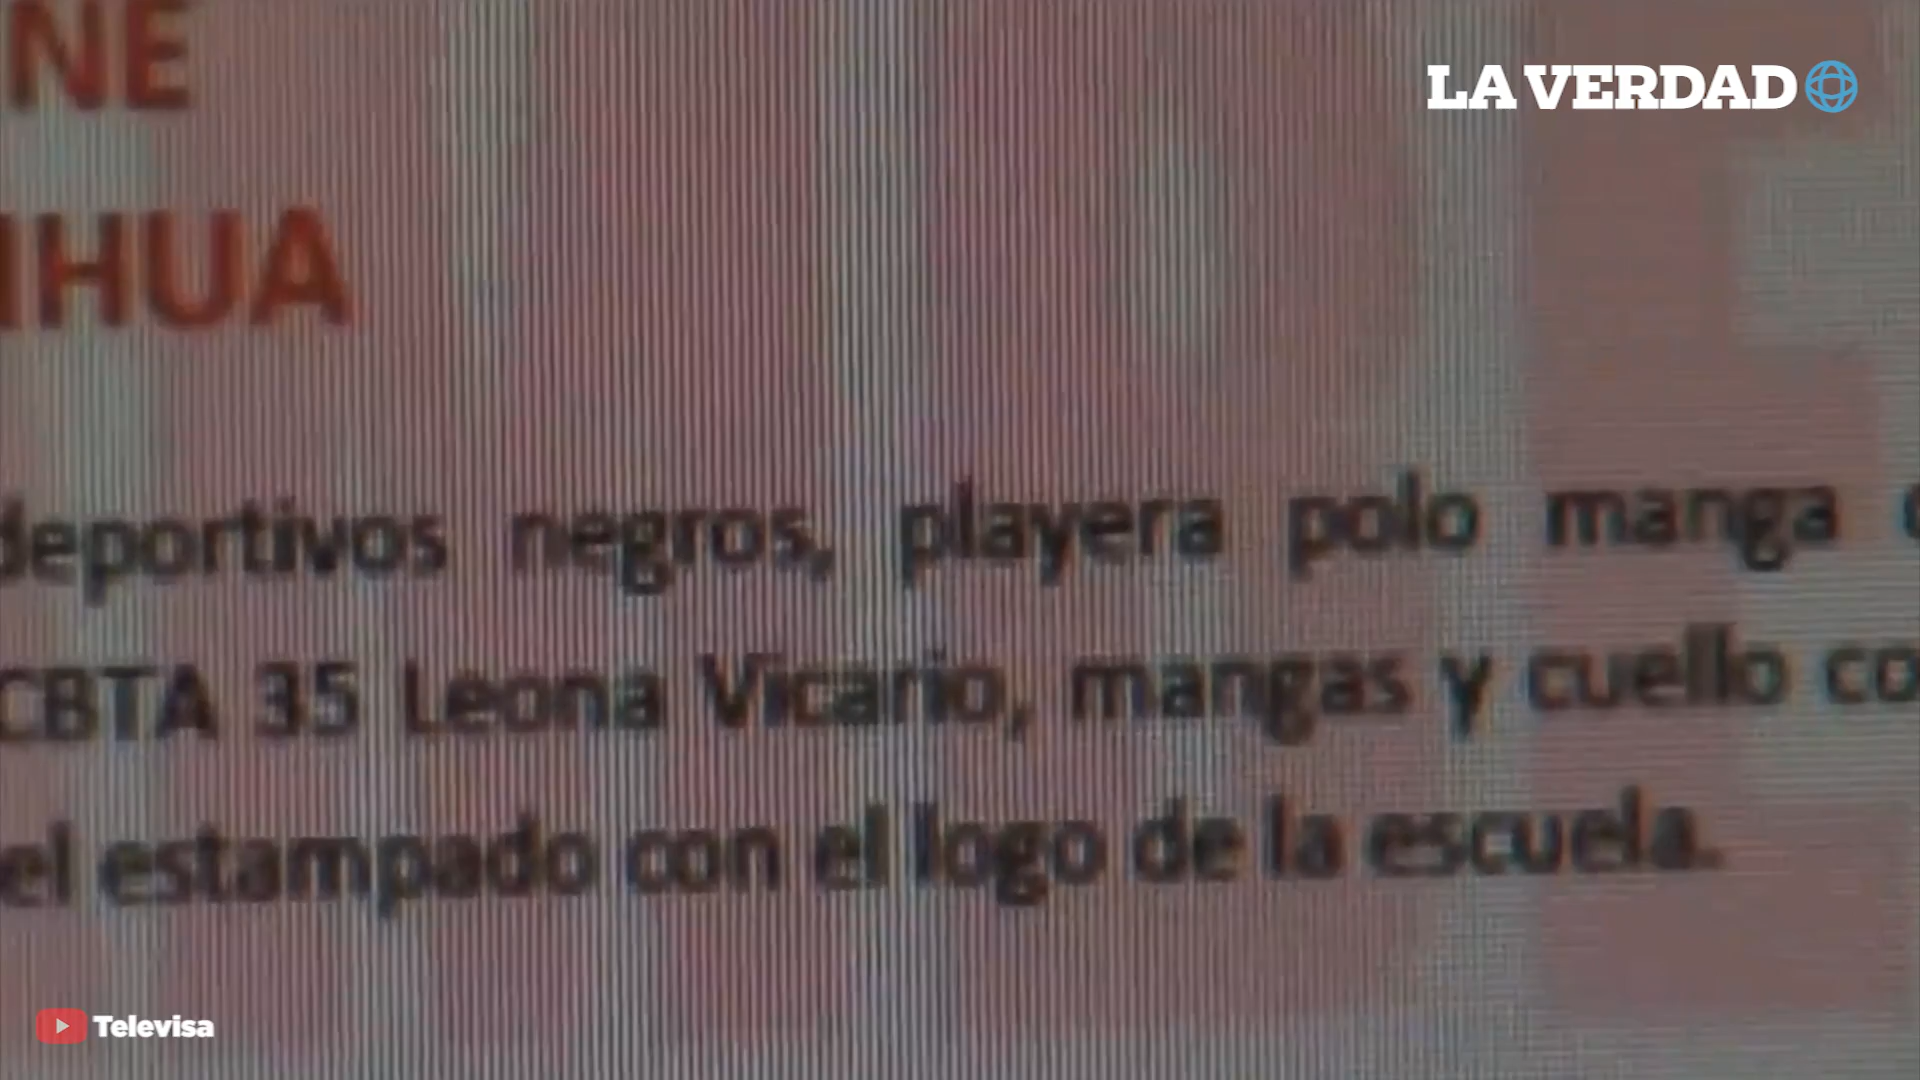 NE
LA VERDAD
IHUA
deportivos negros, playera polo manga
CBTA 35 Leona Vicario, mangas y cuello co
el estampado con el logo de la escuela.
Televisa